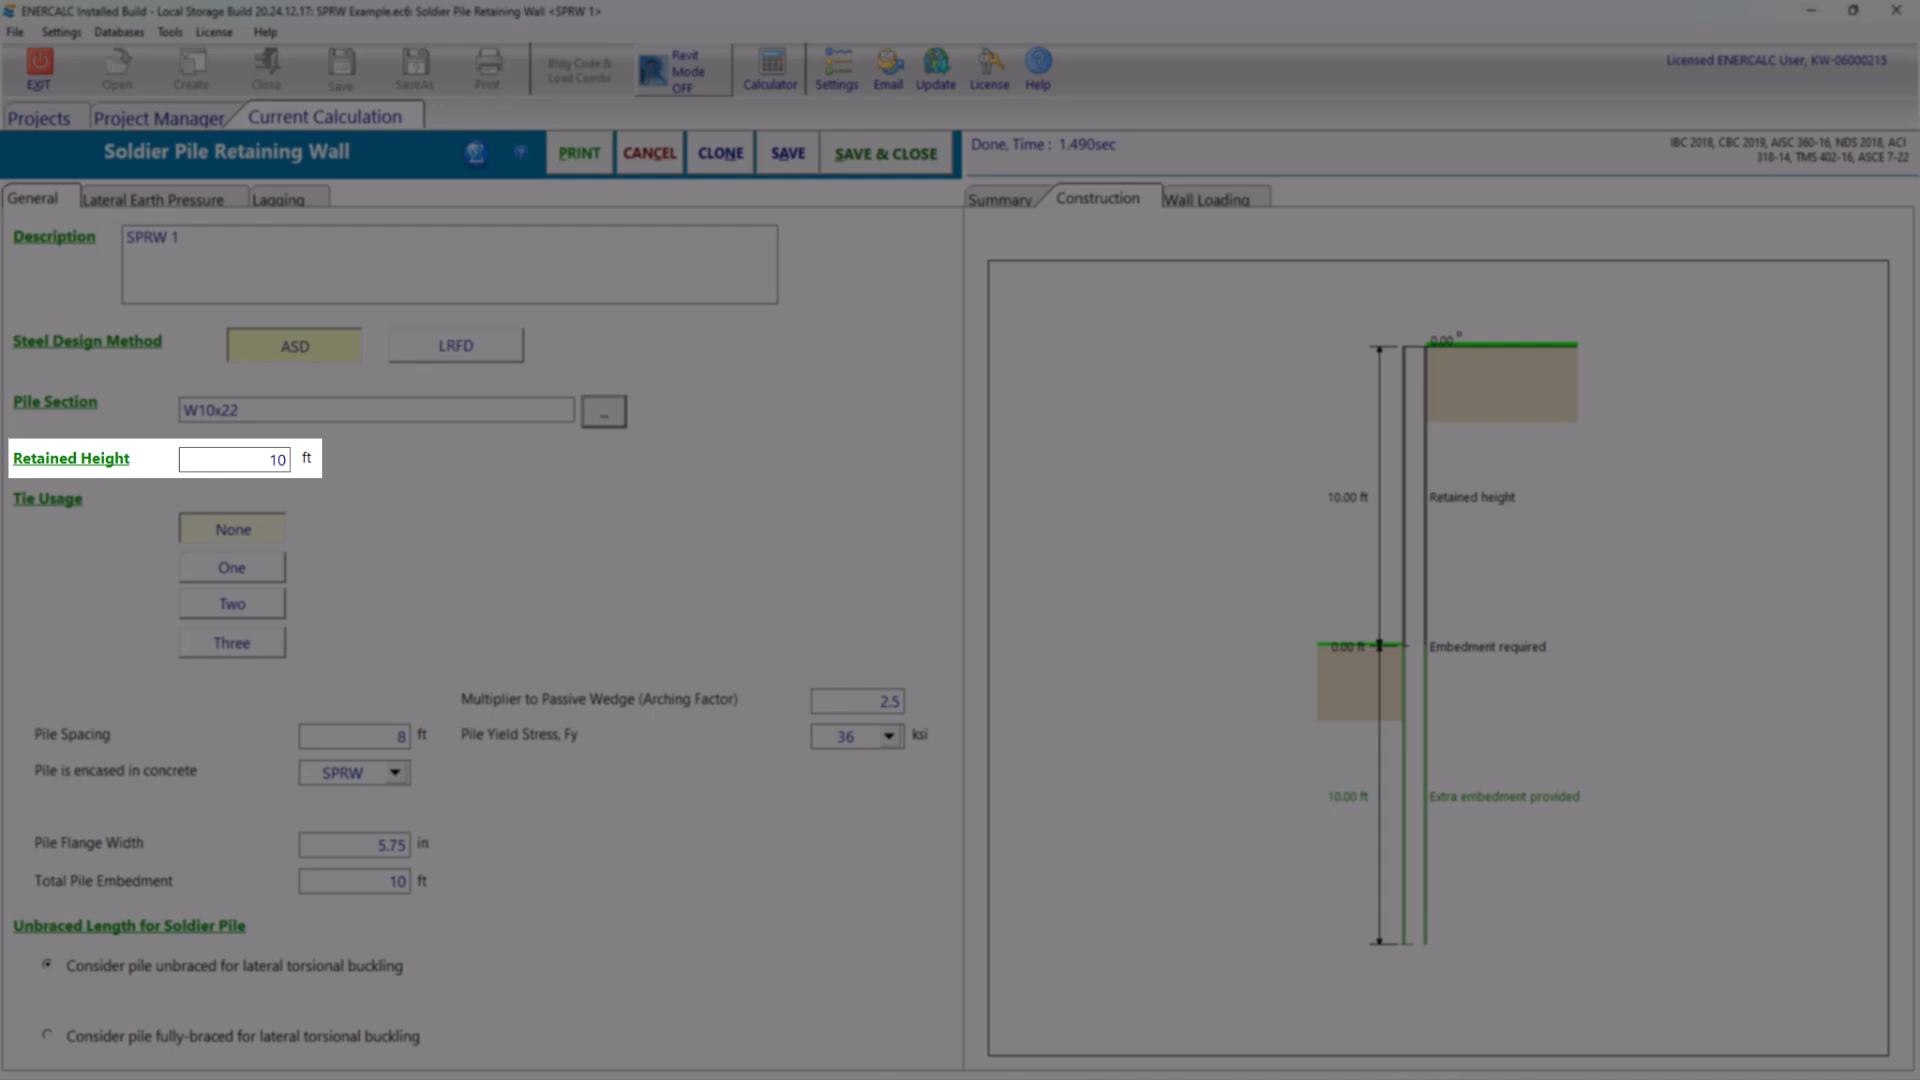 ENERCALC Installed Build - Local Storage Build 20.24.12.17: SPRW Example.ec6: Soldier Pile Retaining Wall <SPRW 1>
File Settings Databases Tools License Help
EXIT Open Create Close Save SaveAs Print
Bldg Code & Load Combs
Revit Mode OFF
Calculator Settings Email Update License Help
Licensed ENERCALC User, KW-06000215
Projects Project Manager Current Calculation
Soldier Pile Retaining Wall
PRINT CANCEL CLONE SAVE SAVE & CLOSE
Done, Time : 1.490sec
IBC 2018, CBC 2019, AISC 360-16, NDS 2018, ACI
318-14, TMS 402-16, ASCE 7-22
General Lateral Earth Pressure Lagging
Summary Construction Wall Loading
Description SPRW 1
Steel Design Method ASD LRFD
Pile Section W10x22 ...
Retained Height 10 ft
Tie Usage
None
One
Two
Three
Multiplier to Passive Wedge (Arching Factor) 2.5
Pile Spacing 8 ft Pile Yield Stress, Fy 36 ksi
Pile is encased in concrete SPRW
Pile Flange Width 5.75 in
Total Pile Embedment 10 ft
Unbraced Length for Soldier Pile
Consider pile unbraced for lateral torsional buckling
Consider pile fully-braced for lateral torsional buckling
0.00 °
10.00 ft Retained height
0.00 ft Embedment required
10.00 ft Extra embedment provided